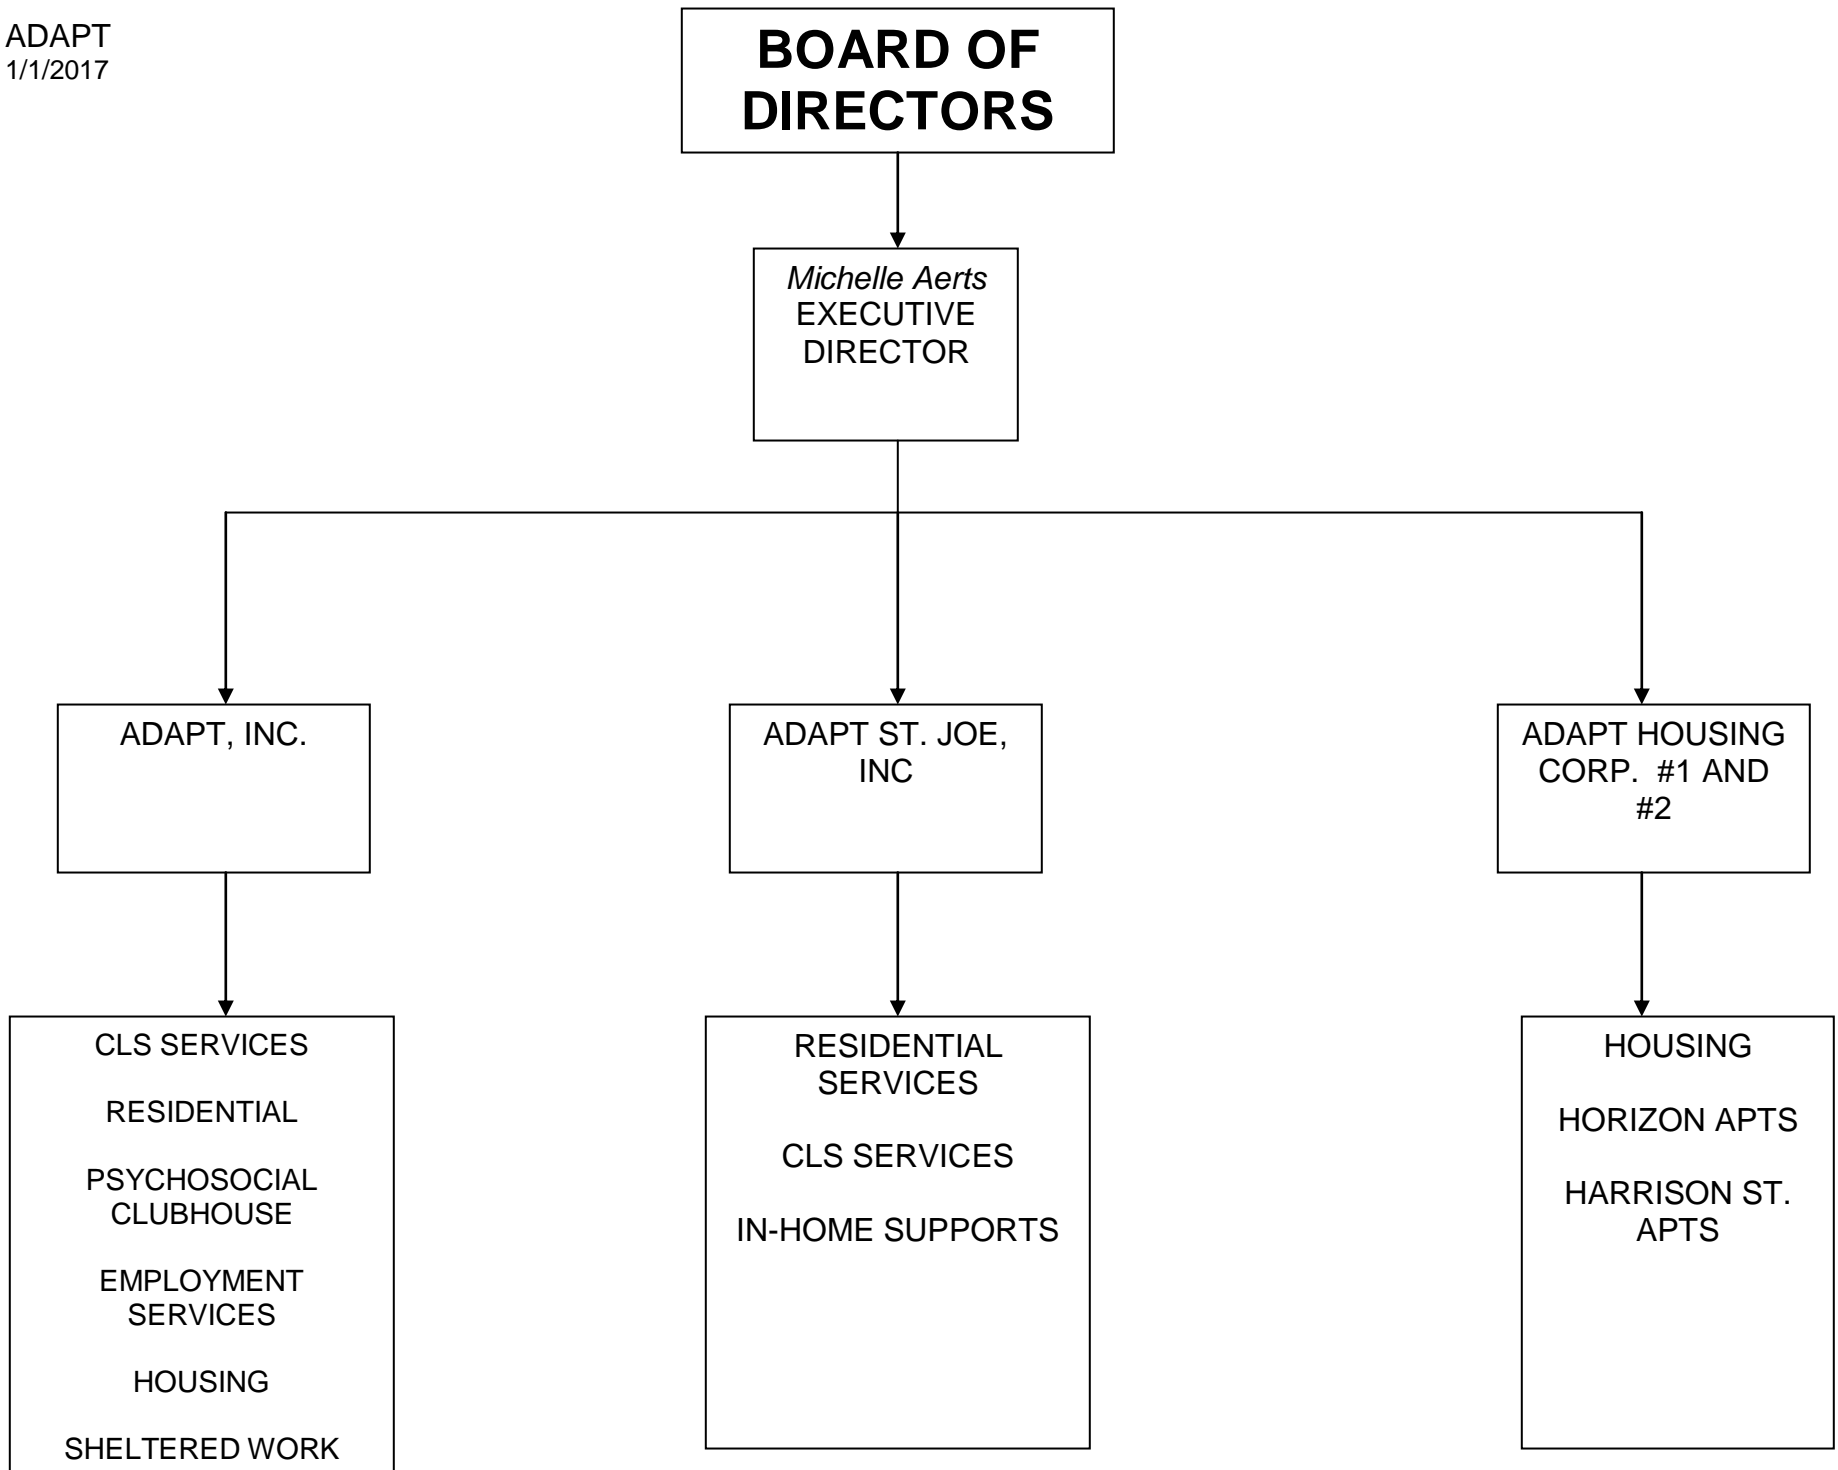 ADAPT
1/1/2017
BOARD OF
DIRECTORS
Michelle Aerts
EXECUTIVE
DIRECTOR
ADAPT, INC.
ADAPT ST. JOE,
INC
ADAPT HOUSING
CORP. #1 AND
#2
CLS SERVICES
RESIDENTIAL
PSYCHOSOCIAL
CLUBHOUSE
EMPLOYMENT
SERVICES
HOUSING
SHELTERED WORK
RESIDENTIAL
SERVICES
CLS SERVICES
IN-HOME SUPPORTS
HOUSING
HORIZON APTS
HARRISON ST.
APTS